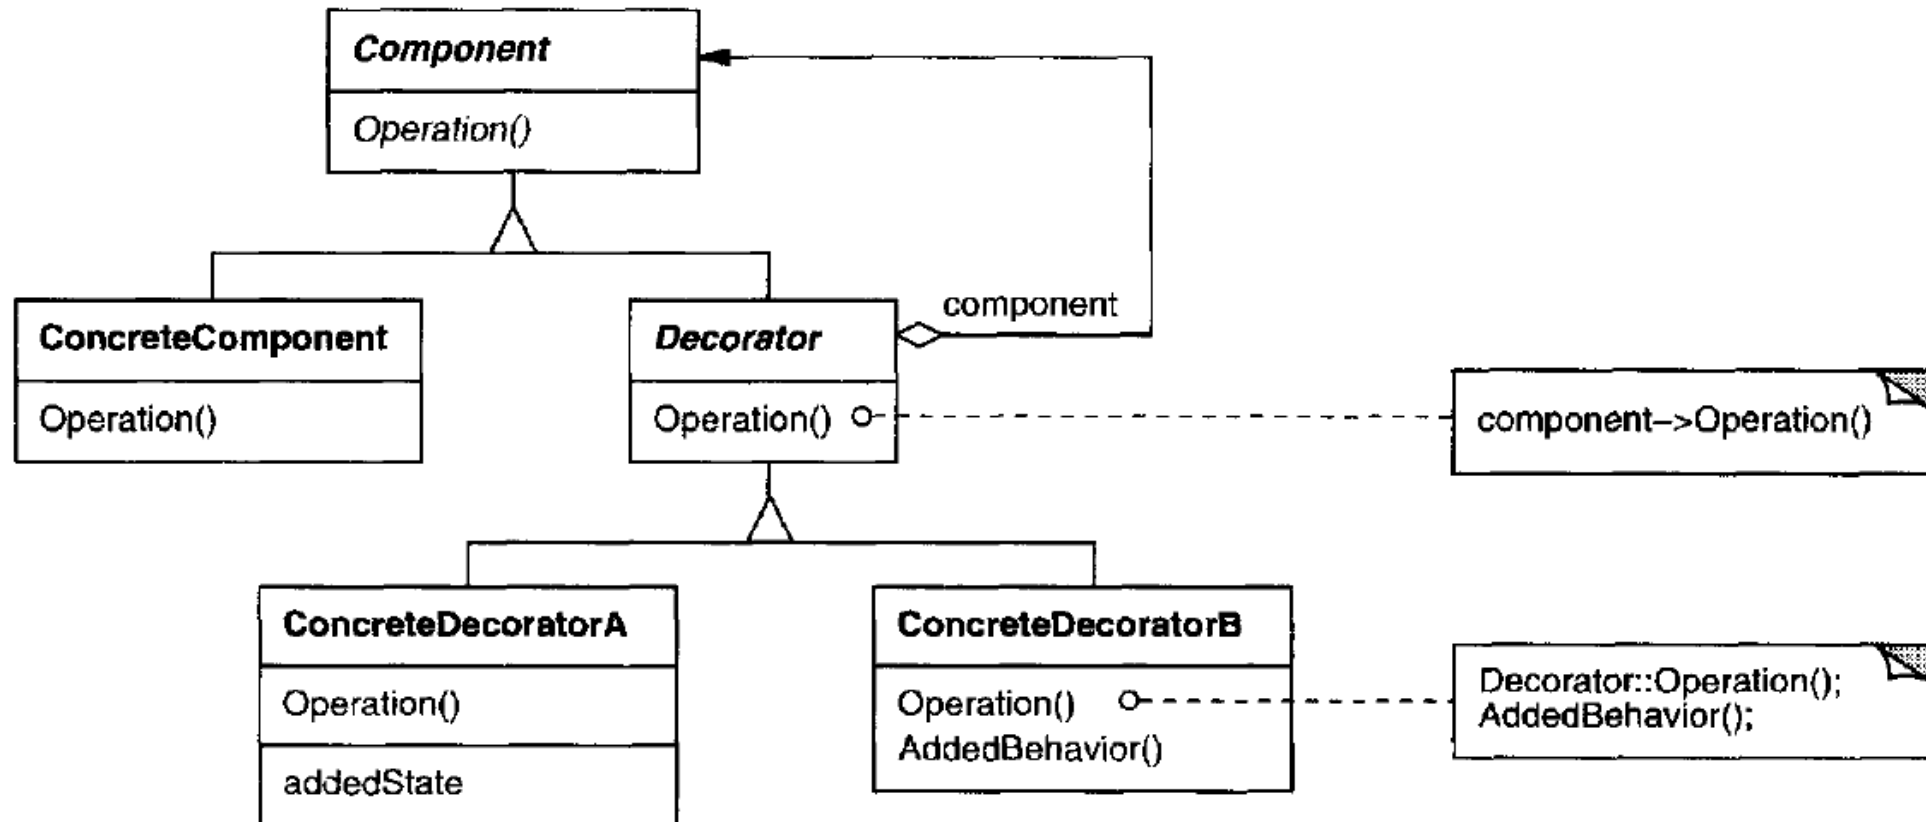 Component
Operation()
component
ConcreteComponent
Operation()
Decorator
Operation()
component–>Operation()
ConcreteDecoratorA
Operation()
addedState
ConcreteDecoratorB
Operation()
AddedBehavior()
Decorator::Operation();
AddedBehavior();